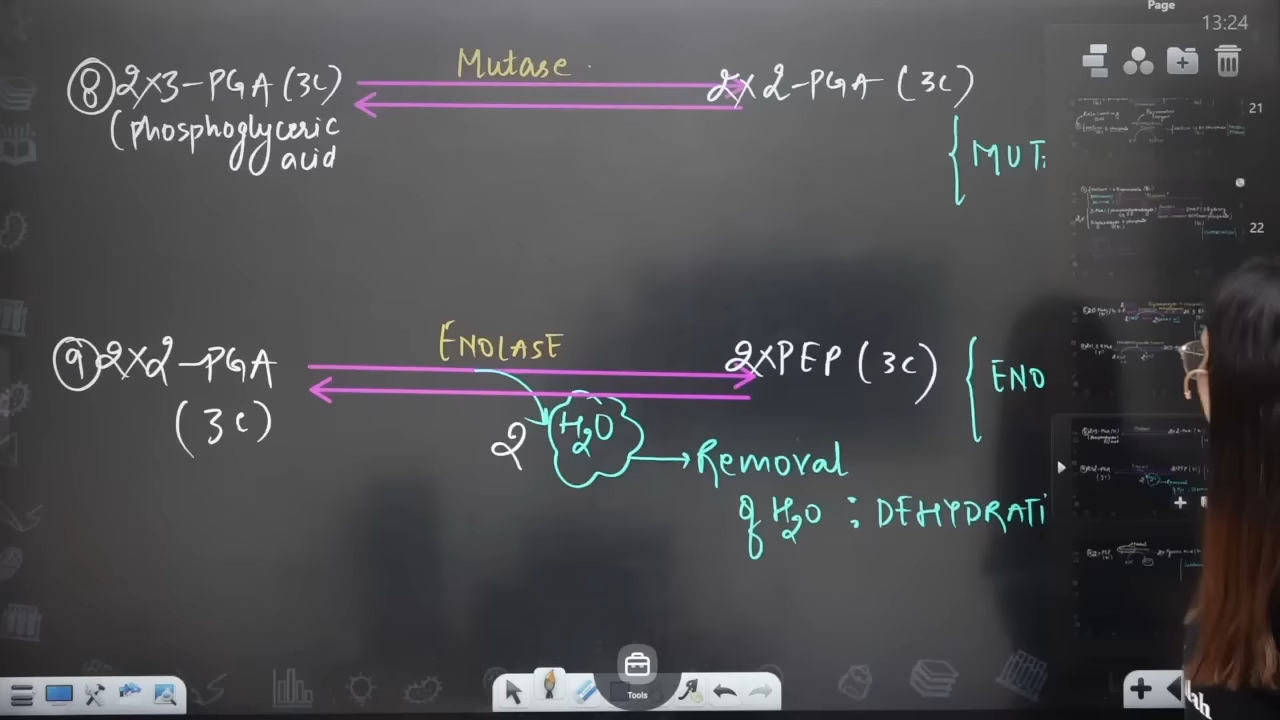 Page
13:24
⑧ 2×3-PGA (3C) Mutase 2×2-PGA (3C)
(phosphoglyceric
acid
{ MUT
21
22
⑨ 2×2-PGA ENOLASE 2×PEP (3C) { ENO
(3C)
2 H₂O → Removal
of H₂O : DEHYDRATI
Tools